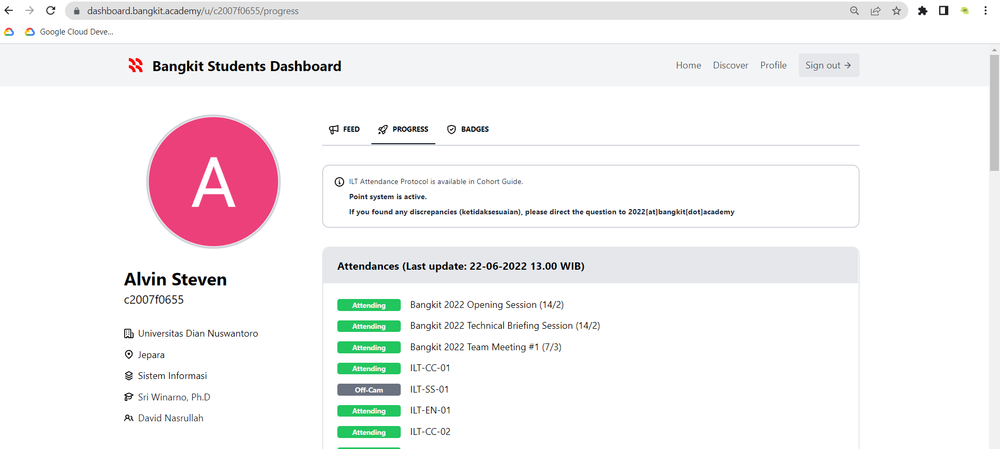 dashboard.bangkit.academy/u/c2007f0655/progress
Google Cloud Deve...
Bangkit Students Dashboard
Home Discover Profile Sign out →
A
Alvin Steven
c2007f0655
Universitas Dian Nuswantoro
Jepara
Sistem Informasi
Sri Winarno, Ph.D
David Nasrullah
FEED PROGRESS BADGES
ILT Attendance Protocol is available in Cohort Guide.
Point system is active.
If you found any discrepancies (ketidaksesuaian), please direct the question to 2022[at]bangkit[dot]academy
Attendances (Last update: 22-06-2022 13.00 WIB)
Attending Bangkit 2022 Opening Session (14/2)
Attending Bangkit 2022 Technical Briefing Session (14/2)
Attending Bangkit 2022 Team Meeting #1 (7/3)
Attending ILT-CC-01
Off-Cam ILT-SS-01
Attending ILT-EN-01
Attending ILT-CC-02